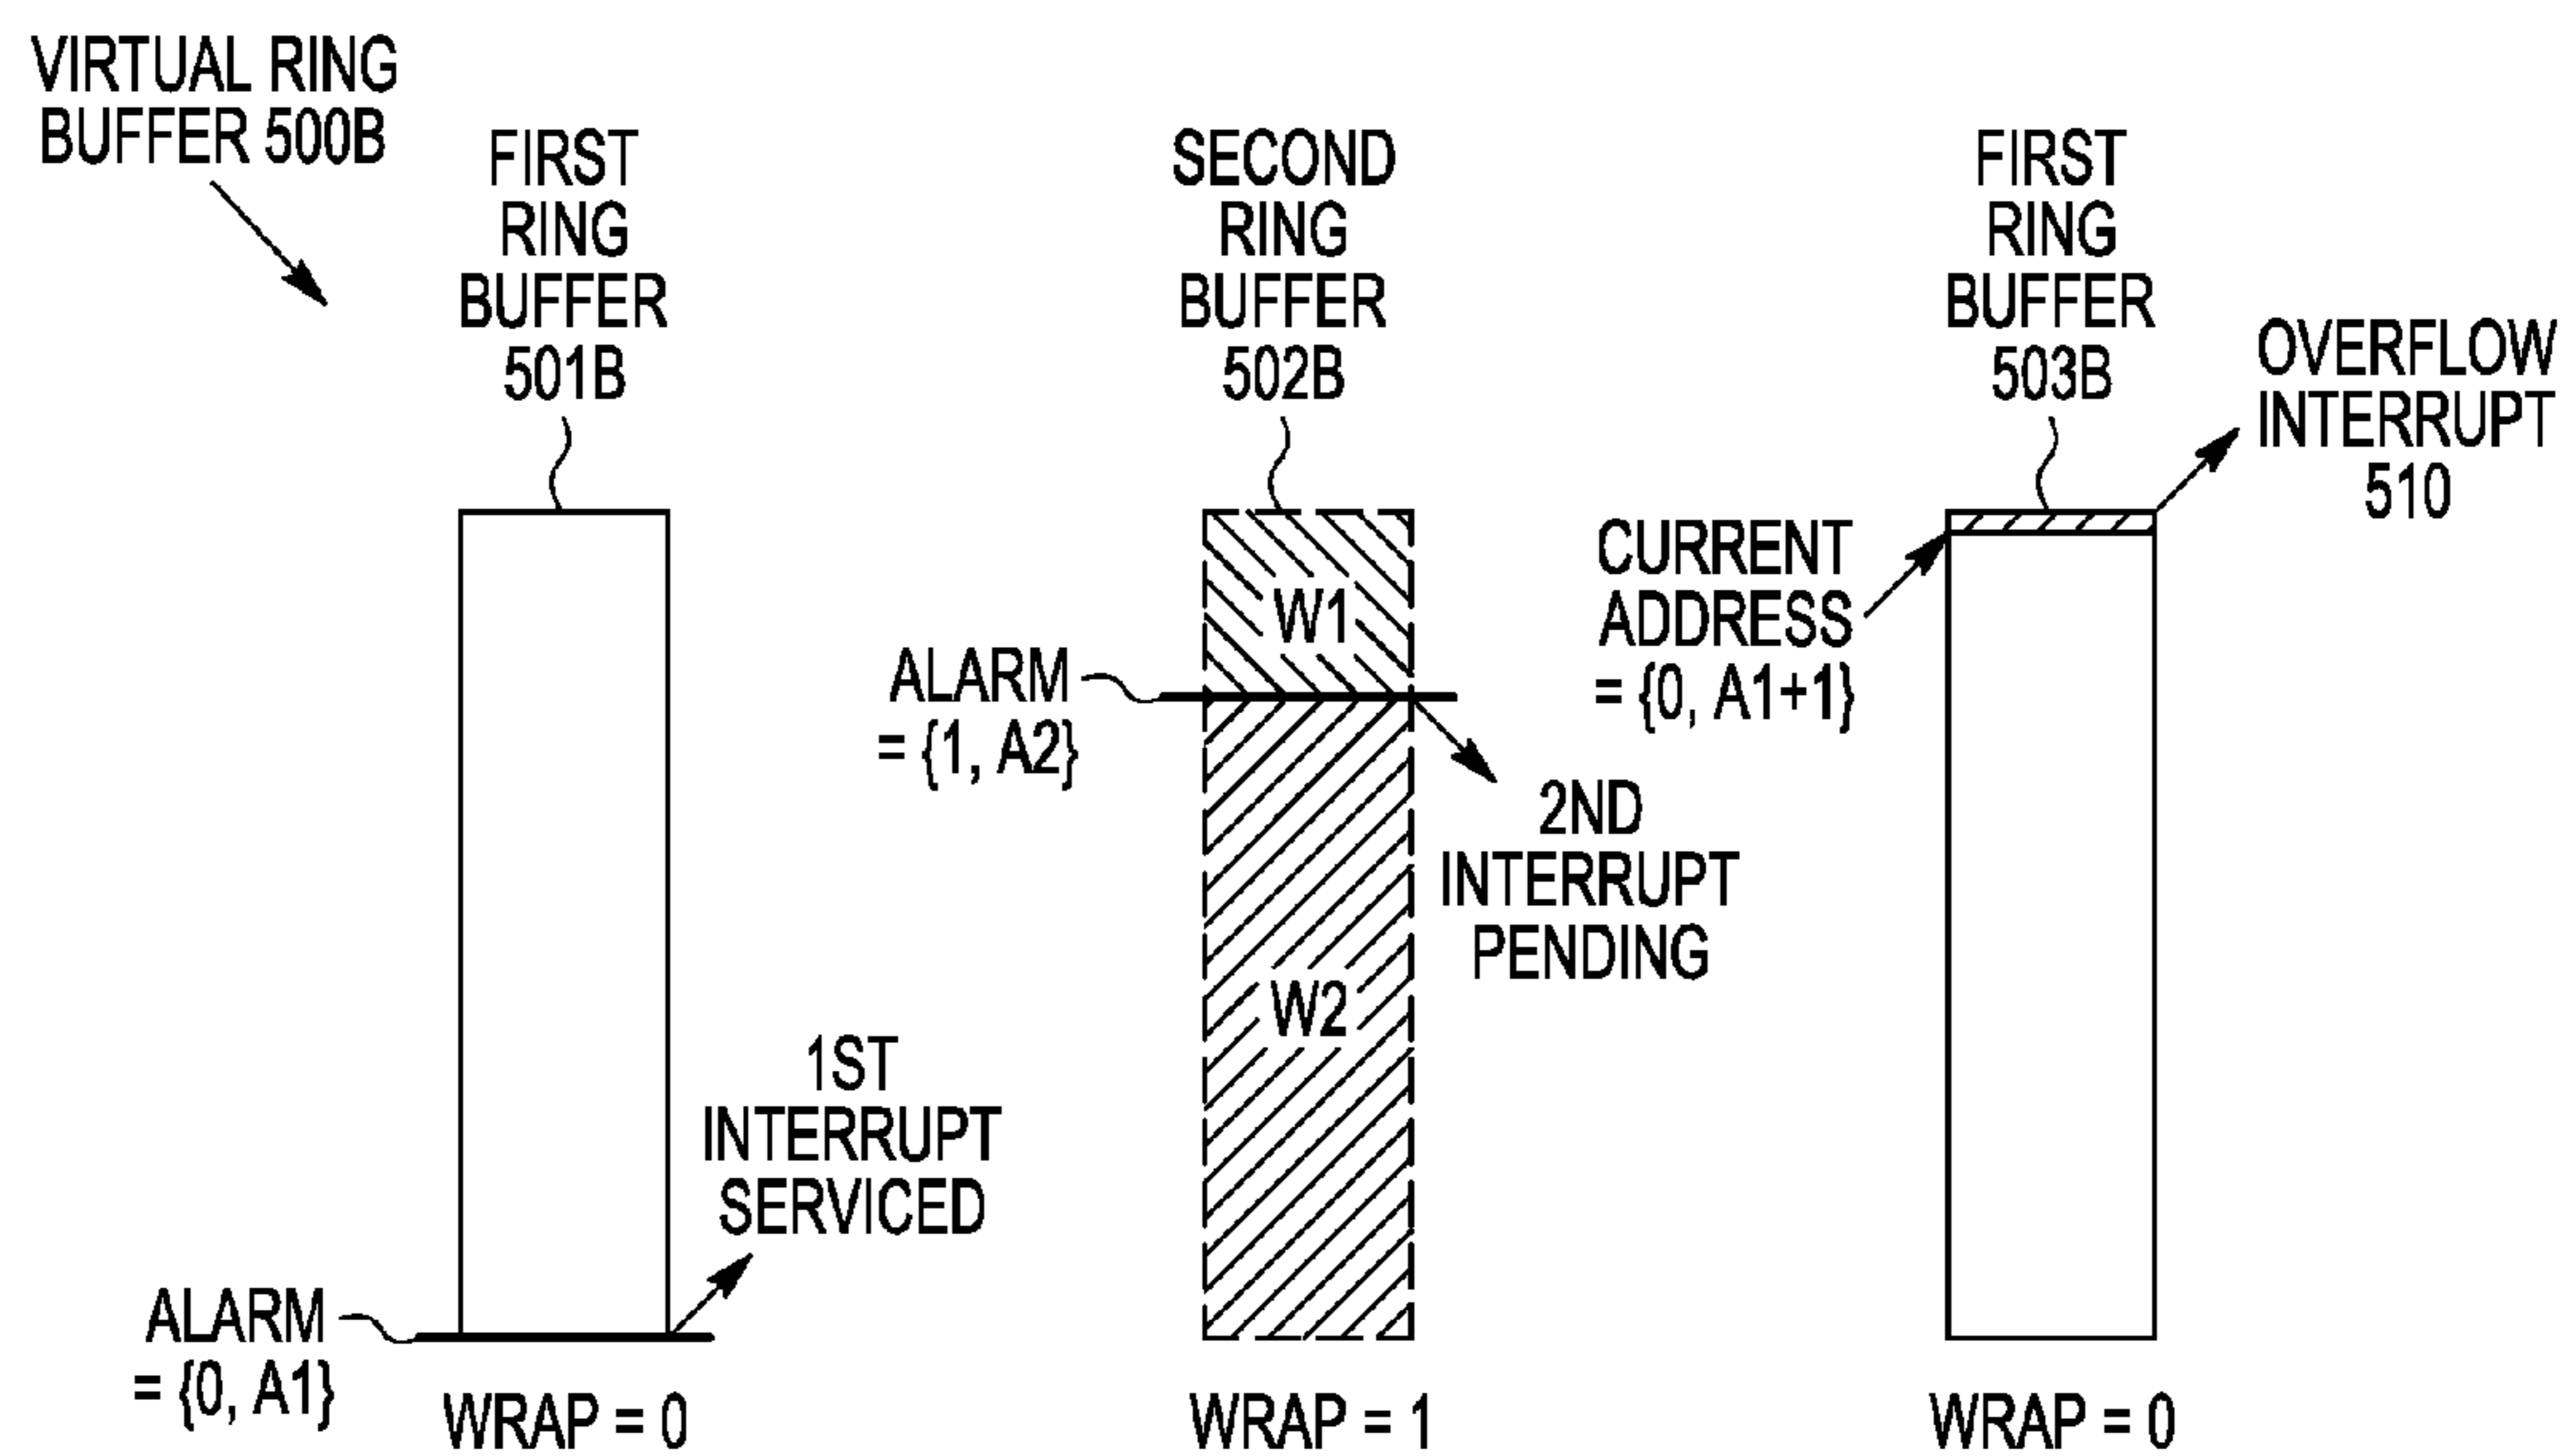 VIRTUAL RING
BUFFER 500B
FIRST
RING
BUFFER
501B
SECOND
RING
BUFFER
502B
FIRST
RING
BUFFER
503B
OVERFLOW
INTERRUPT
510
CURRENT
ADDRESS
= {0, A1+1}
W1
ALARM
= {1, A2}
2ND
INTERRUPT
PENDING
W2
1ST
INTERRUPT
SERVICED
ALARM
= {0, A1}
WRAP = 0
WRAP = 1
WRAP = 0